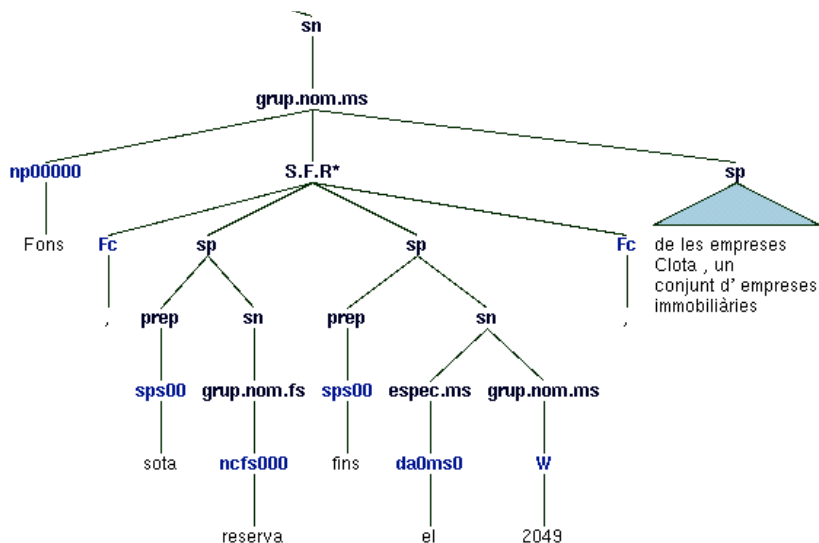 sn
grup.nom.ms
np00000 S.F.R* sp
Fons Fc sp sp Fc de les empreses
Clota , un
conjunt d' empreses
immobiliàries
, prep sn prep sn ,
sps00 grup.nom.fs sps00 espec.ms grup.nom.ms
sota ncfs000 fins da0ms0 W
reserva el 2049